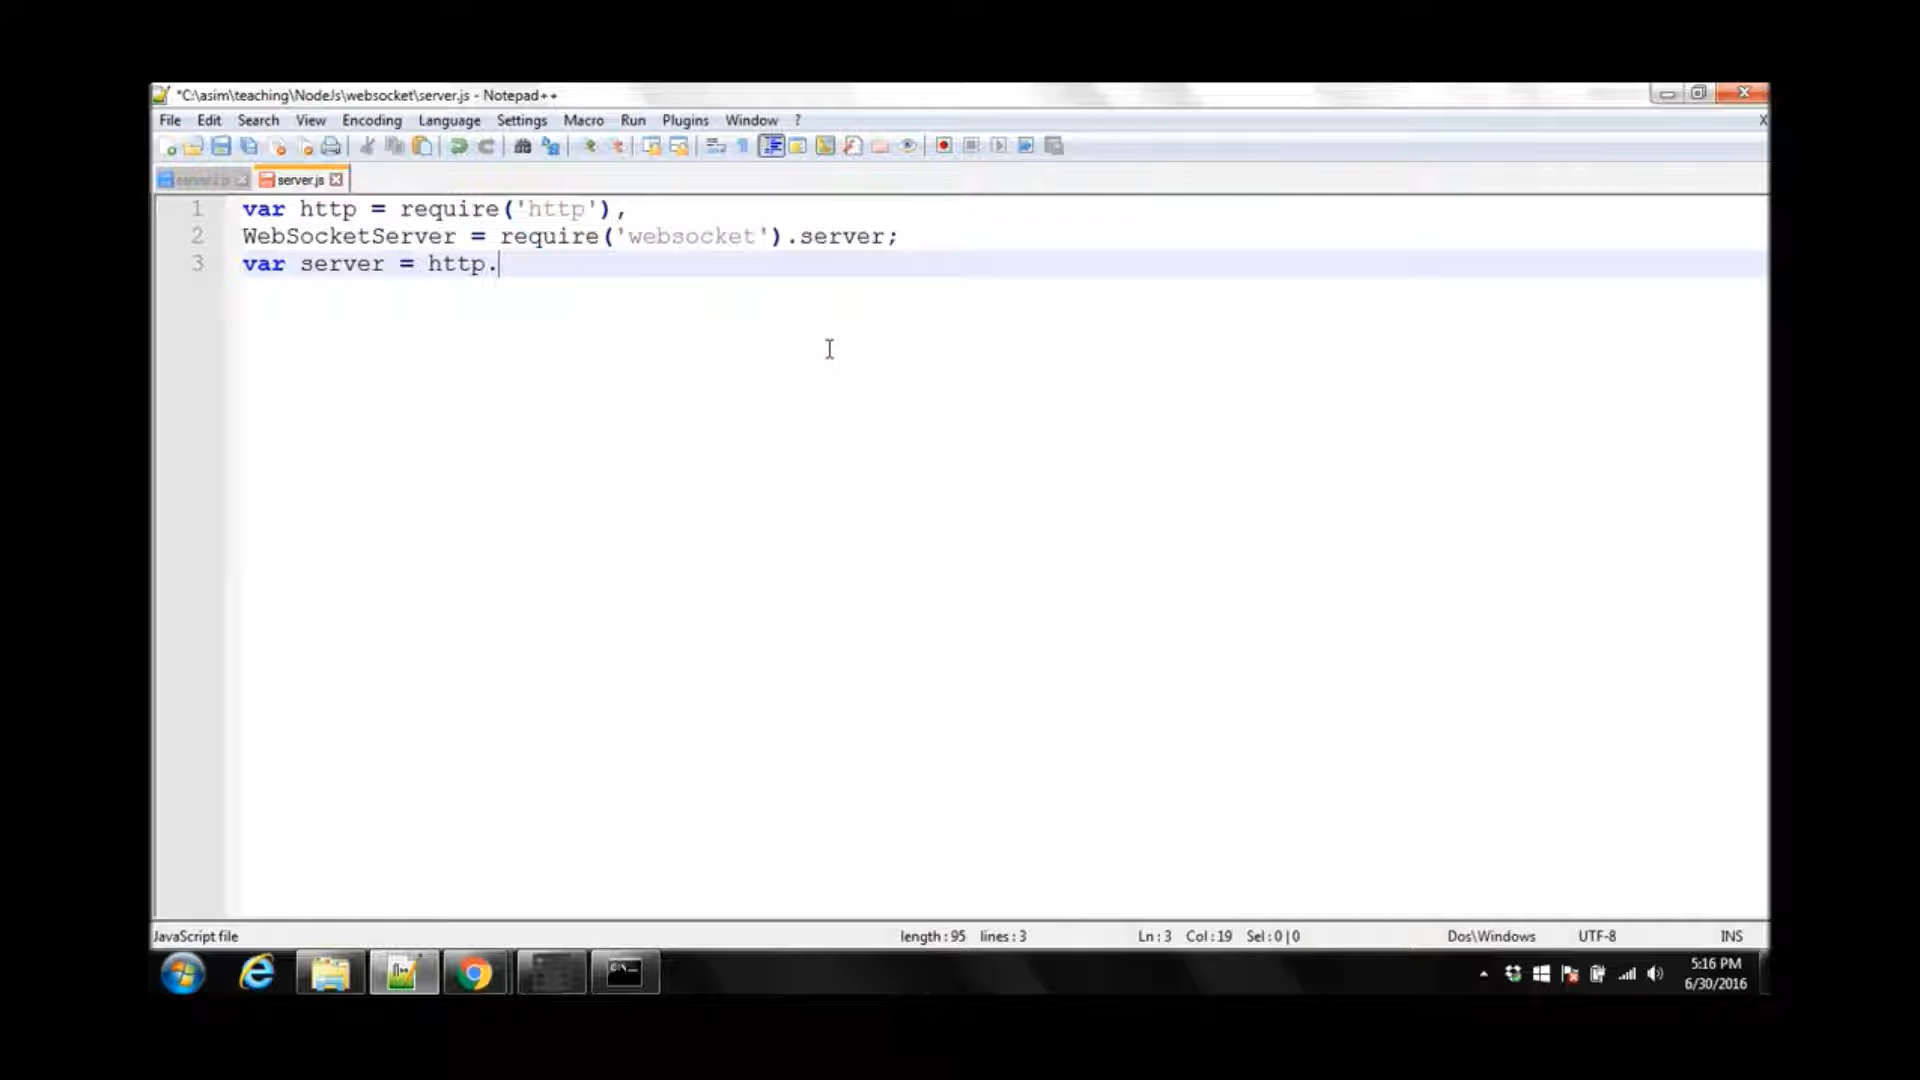 *C:\asim\teaching\NodeJs\websocket\server.js - Notepad++
File Edit Search View Encoding Language Settings Macro Run Plugins Window ? X
server.js
1 var http = require('http'),
2 WebSocketServer = require('websocket').server;
3 var server = http.
JavaScript file length : 95 lines : 3 Ln : 3 Col : 19 Sel : 0 | 0 Dos\Windows UTF-8 INS
5:16 PM
6/30/2016